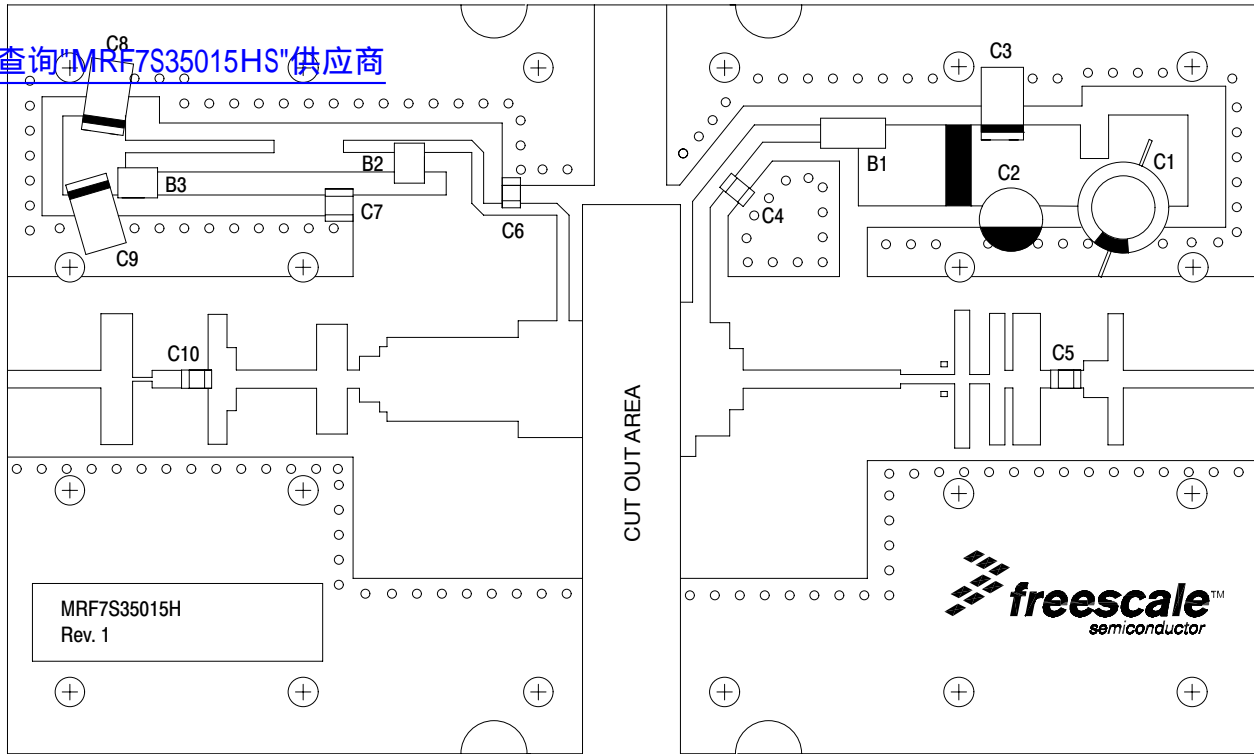 C8
查询"MRF7S35015HS"供应商
C3
B2
B1
C1
B3
C2
C7
C4
C6
C9
C10
C5
CUT OUT AREA
MRF7S35015H
Rev. 1
freescale™
semiconductor